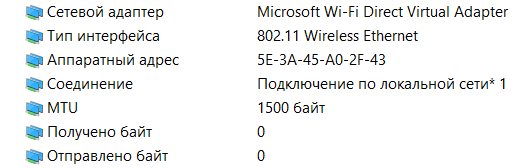 Сетевой адаптер Microsoft Wi-Fi Direct Virtual Adapter
Тип интерфейса 802.11 Wireless Ethernet
Аппаратный адрес 5E-3A-45-A0-2F-43
Соединение Подключение по локальной сети* 1
MTU 1500 байт
Получено байт 0
Отправлено байт 0